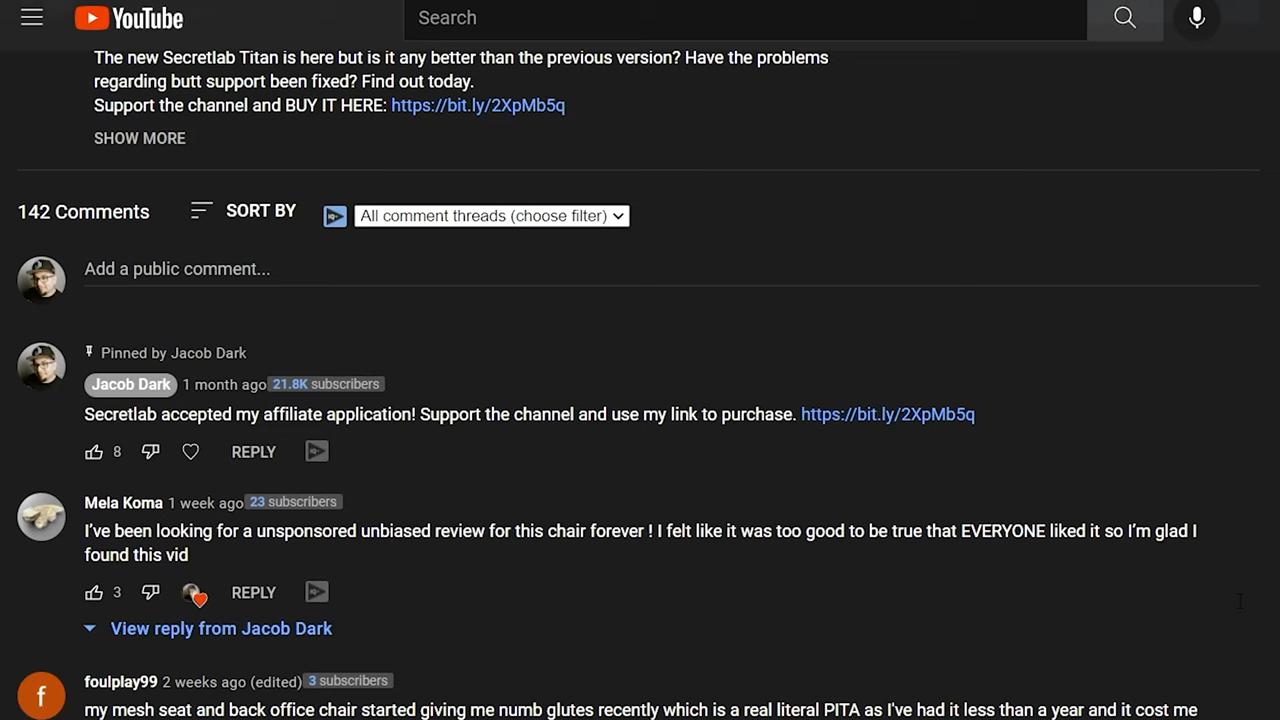 YouTube
Search
The new Secretlab Titan is here but is it any better than the previous version? Have the problems
regarding butt support been fixed? Find out today.
Support the channel and BUY IT HERE: https://bit.ly/2XpMb5q
SHOW MORE
142 Comments SORT BY All comment threads (choose filter)
Add a public comment...
Pinned by Jacob Dark
Jacob Dark 1 month ago 21.8K subscribers
Secretlab accepted my affiliate application! Support the channel and use my link to purchase. https://bit.ly/2XpMb5q
8 REPLY
Mela Koma 1 week ago 23 subscribers
I’ve been looking for a unsponsored unbiased review for this chair forever ! I felt like it was too good to be true that EVERYONE liked it so I’m glad I
found this vid
3 REPLY
View reply from Jacob Dark
f
foulplay99 2 weeks ago (edited) 3 subscribers
my mesh seat and back office chair started giving me numb glutes recently which is a real literal PITA as I've had it less than a year and it cost me